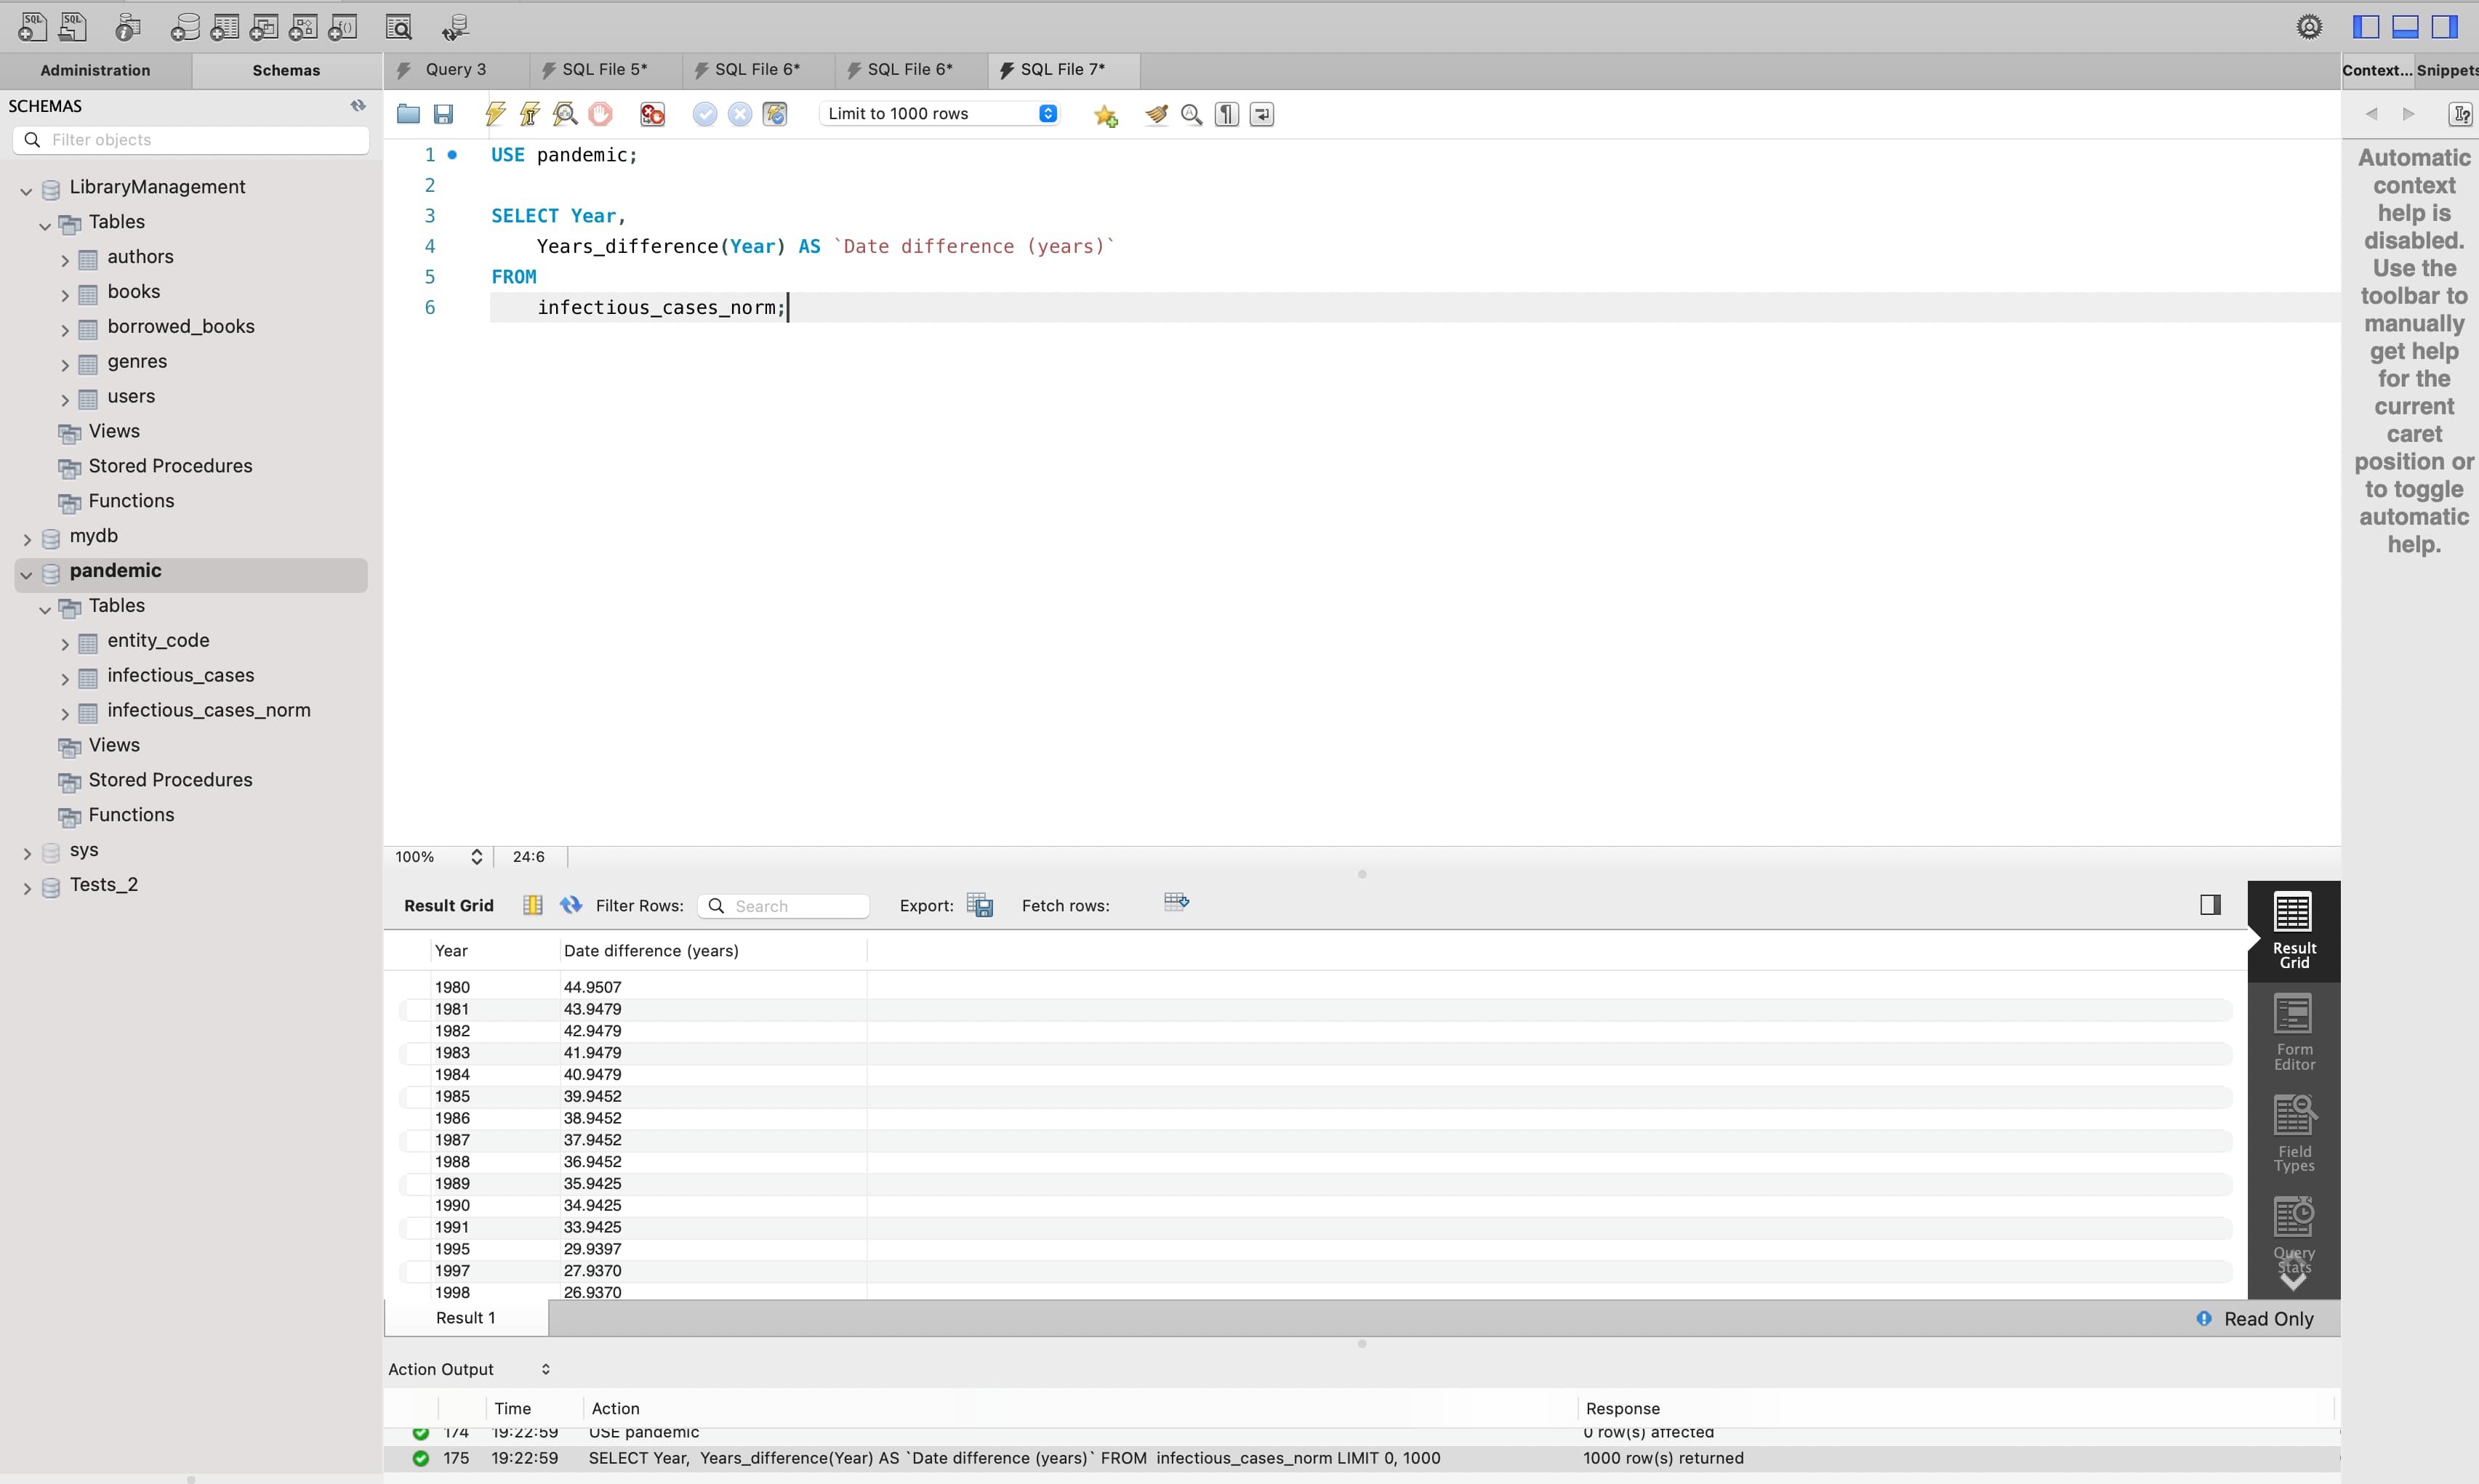 SQL
SQL
Administration
Schemas
Query 3
SQL File 5*
SQL File 6*
SQL File 6*
SQL File 7*
Context...
Snippets
SCHEMAS
Filter objects
Limit to 1000 rows
LibraryManagement
Tables
authors
books
borrowed_books
genres
users
Views
Stored Procedures
Functions
mydb
pandemic
Tables
entity_code
infectious_cases
infectious_cases_norm
Views
Stored Procedures
Functions
sys
Tests_2
1 USE pandemic;
2
3 SELECT Year,
4 Years_difference(Year) AS `Date difference (years)`
5 FROM
6 infectious_cases_norm;
Automatic
context
help is
disabled.
Use the
toolbar to
manually
get help
for the
current
caret
position or
to toggle
automatic
help.
100%
24:6
Result Grid
Filter Rows:
Search
Export:
Fetch rows:
Year Date difference (years)
1980 44.9507
1981 43.9479
1982 42.9479
1983 41.9479
1984 40.9479
1985 39.9452
1986 38.9452
1987 37.9452
1988 36.9452
1989 35.9425
1990 34.9425
1991 33.9425
1995 29.9397
1997 27.9370
1998 26.9370
Result
Grid
Form
Editor
Field
Types
Query
Stats
Result 1
Read Only
Action Output
Time Action Response
174 19:22:59 USE pandemic 0 row(s) affected
175 19:22:59 SELECT Year, Years_difference(Year) AS `Date difference (years)` FROM infectious_cases_norm LIMIT 0, 1000 1000 row(s) returned